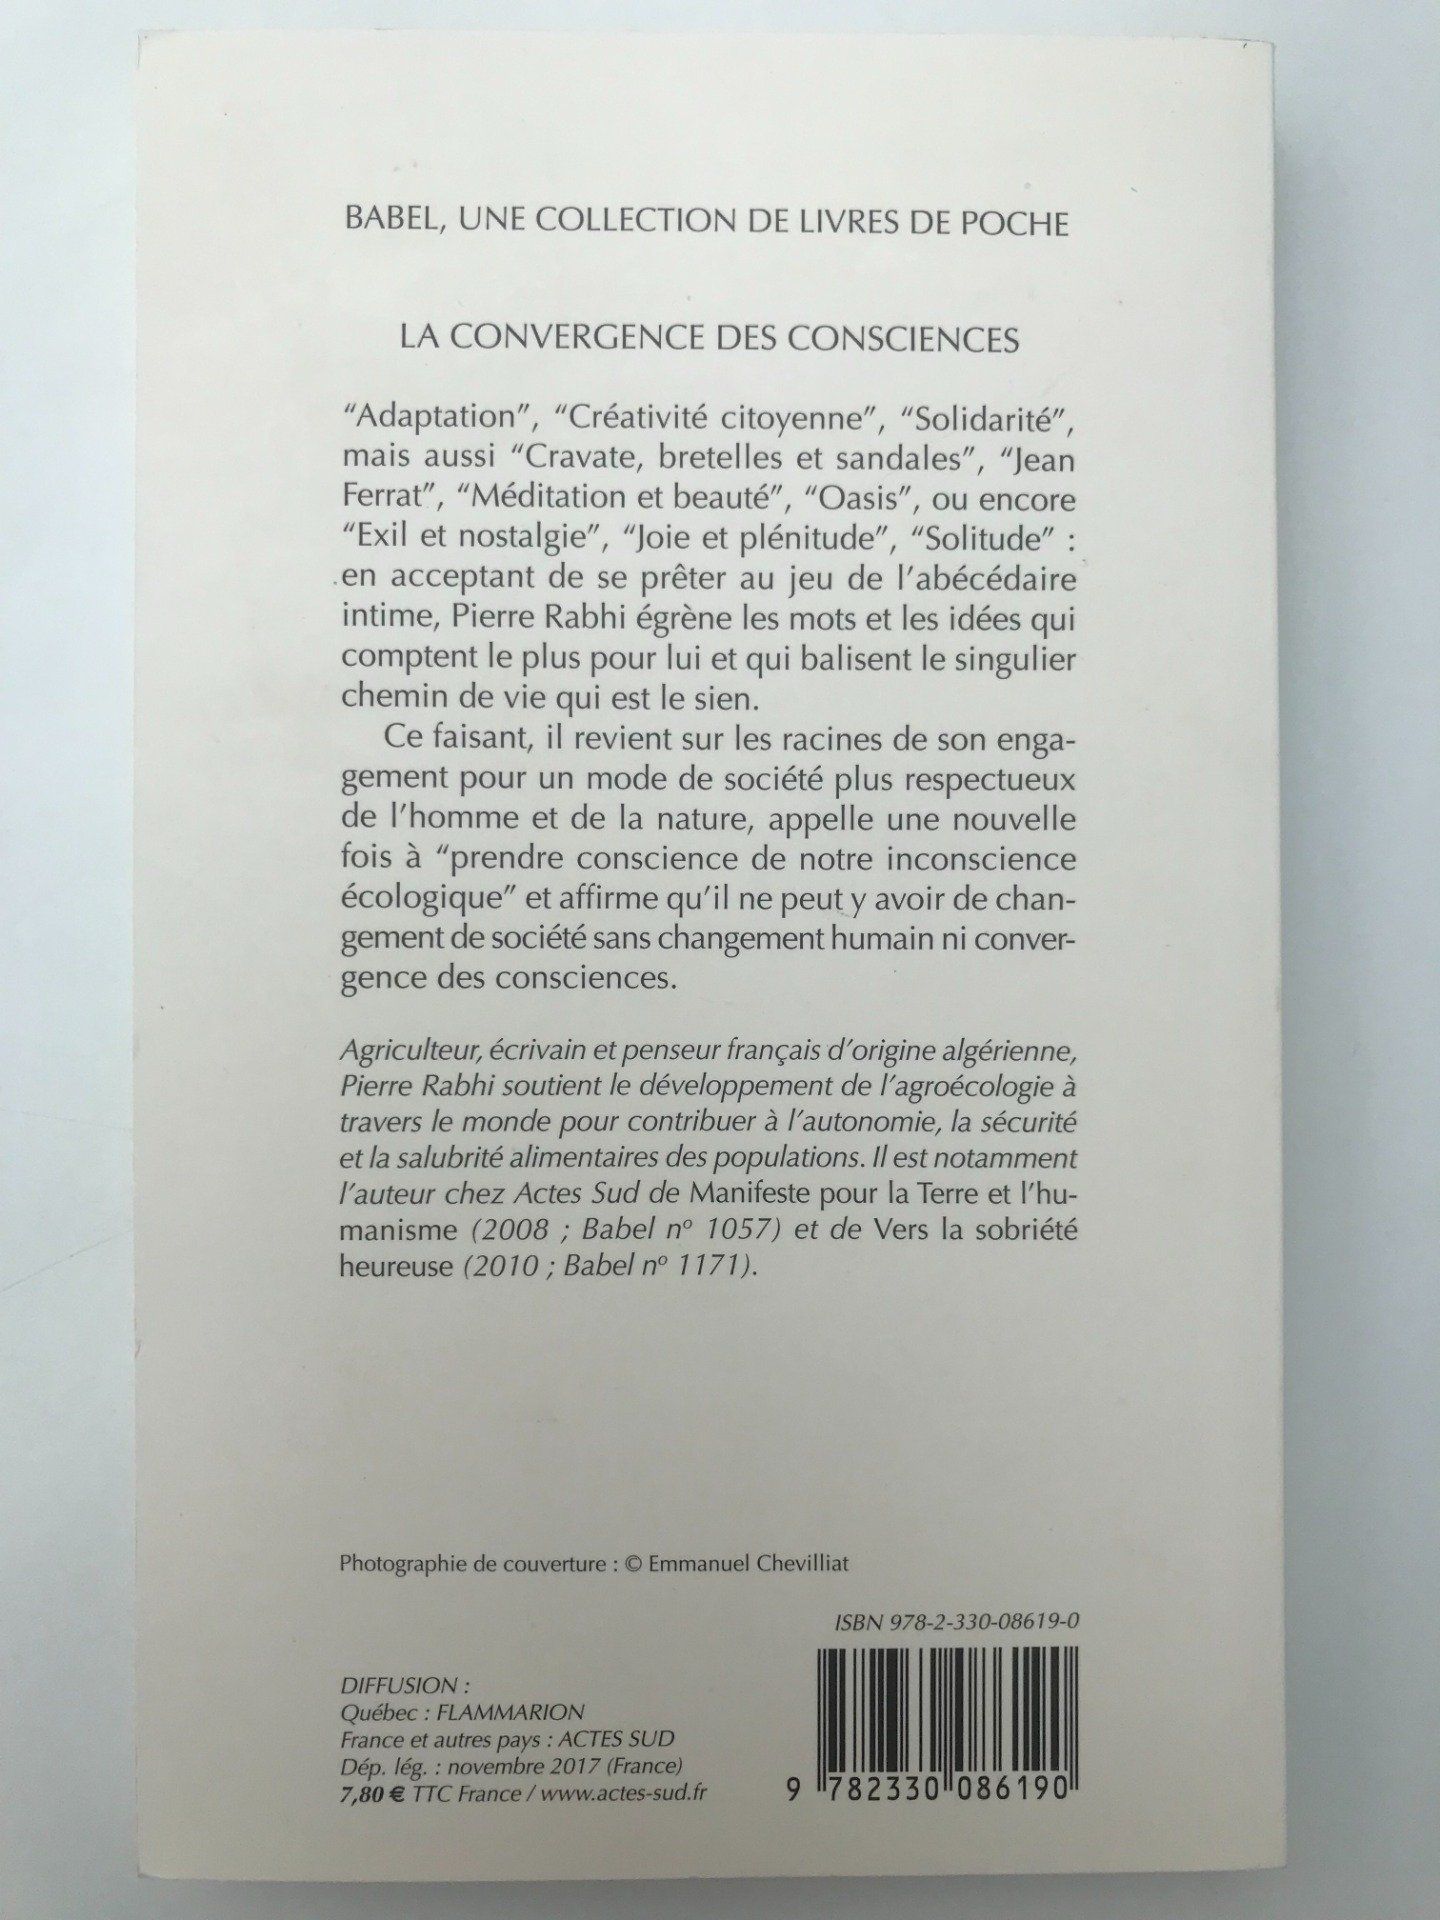 BABEL, UNE COLLECTION DE LIVRES DE POCHE
LA CONVERGENCE DES CONSCIENCES
“Adaptation”, “Créativité citoyenne”, “Solidarité”,
mais aussi “Cravate, bretelles et sandales”, “Jean
Ferrat”, “Méditation et beauté”, “Oasis”, ou encore
“Exil et nostalgie”, “Joie et plénitude”, “Solitude” :
en acceptant de se prêter au jeu de l’abécédaire
intime, Pierre Rabhi égrène les mots et les idées qui
comptent le plus pour lui et qui balisent le singulier
chemin de vie qui est le sien.
Ce faisant, il revient sur les racines de son enga-
gement pour un mode de société plus respectueux
de l’homme et de la nature, appelle une nouvelle
fois à “prendre conscience de notre inconscience
écologique” et affirme qu’il ne peut y avoir de chan-
gement de société sans changement humain ni conver-
gence des consciences.
Agriculteur, écrivain et penseur français d’origine algérienne,
Pierre Rabhi soutient le développement de l’agroécologie à
travers le monde pour contribuer à l’autonomie, la sécurité
et la salubrité alimentaires des populations. Il est notamment
l’auteur chez Actes Sud de Manifeste pour la Terre et l’hu-
manisme (2008 ; Babel nº 1057) et de Vers la sobriété
heureuse (2010 ; Babel nº 1171).
Photographie de couverture : © Emmanuel Chevilliat
ISBN 978-2-330-08619-0
DIFFUSION :
Québec : FLAMMARION
France et autres pays : ACTES SUD
Dép. lég. : novembre 2017 (France)
7,80 € TTC France / www.actes-sud.fr
9 782330 086190